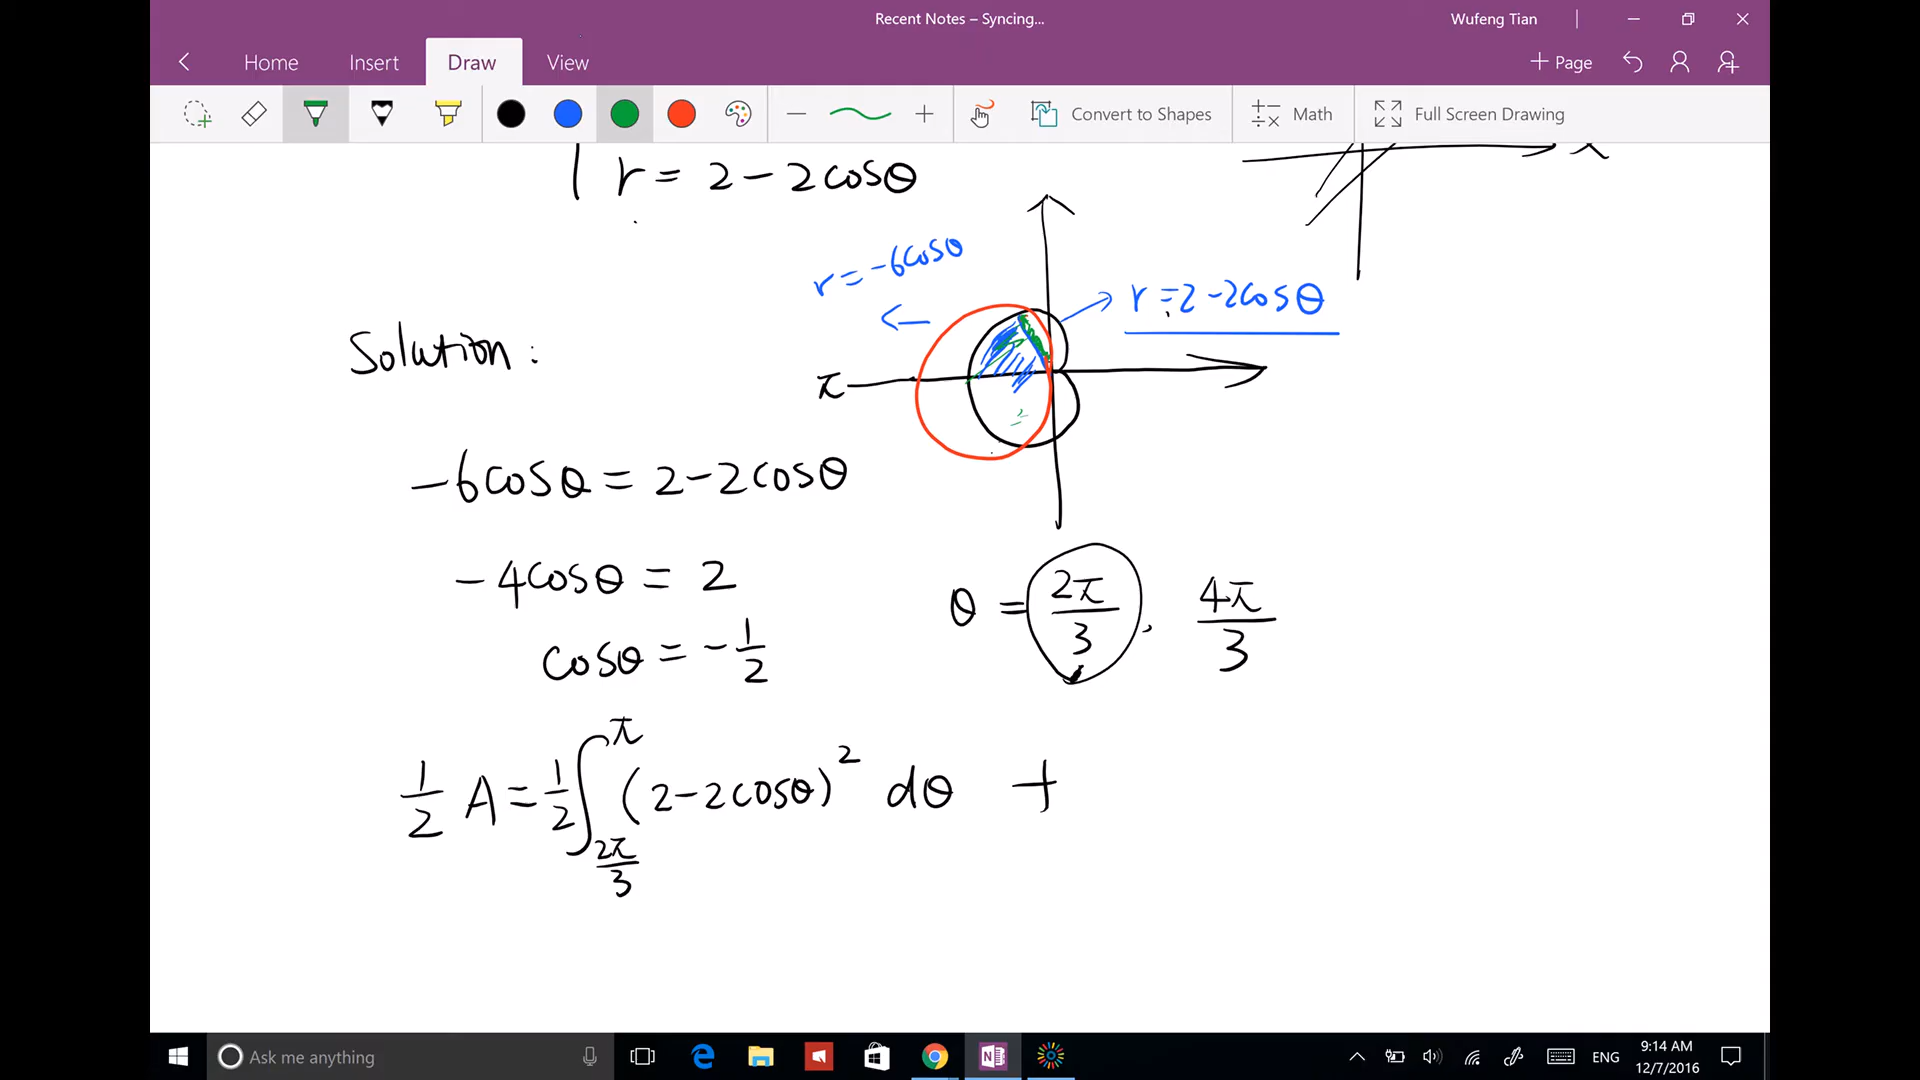 Recent Notes – Syncing...
Wufeng Tian
Home
Insert
Draw
View
Page
Convert to Shapes
Math
Full Screen Drawing
r = 2 - 2cosθ
x
r = -6cosθ
r = 2 - 2cosθ
Solution:
π
-6cosθ = 2 - 2cosθ
-4cosθ = 2
θ = 2π/3, 4π/3
cosθ = -1/2
1/2 A = 1/2 ∫_{2π/3}^{π} (2 - 2cosθ)² dθ +
Ask me anything
ENG
9:14 AM
12/7/2016